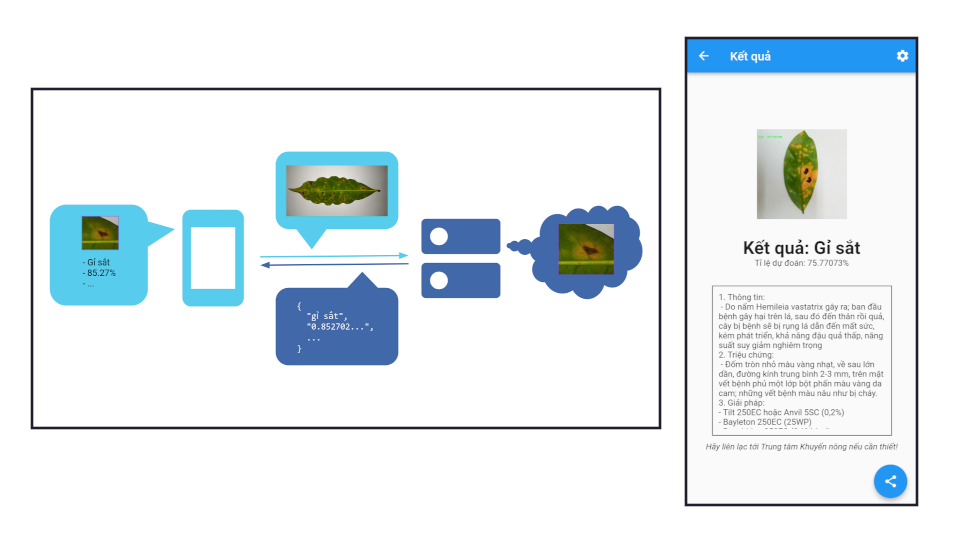 - Gỉ sắt
- 85.27%
- ...
{
"gỉ sắt",
"0.852702...",
...
}
Kết quả
Kết quả: Gỉ sắt
Tỉ lệ dự đoán: 75.77073%
1. Thông tin:
- Do nấm Hemileia vastatrix gây ra; ban đầu
bệnh gây hại trên lá, sau đó đến thân rồi quả,
cây bị bệnh sẽ bị rụng lá dẫn đến mất sức,
kém phát triển, khả năng đậu quả thấp, năng
suất suy giảm nghiêm trọng
2. Triệu chứng:
- Đốm tròn nhỏ màu vàng nhạt, về sau lớn
dần, đường kính trung bình 2-3 mm, trên mặt
vết bệnh phủ một lớp bột phấn màu vàng da
cam; những vết bệnh màu nâu như bị cháy.
3. Giải pháp:
- Tilt 250EC hoặc Anvil 5SC (0,2%)
- Bayleton 250EC (25WP)
Hãy liên lạc tới Trung tâm Khuyến nông nếu cần thiết!